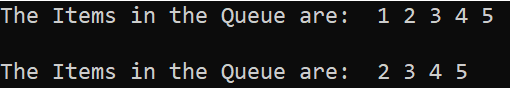 The Items in the Queue are:  1 2 3 4 5
The Items in the Queue are:  2 3 4 5